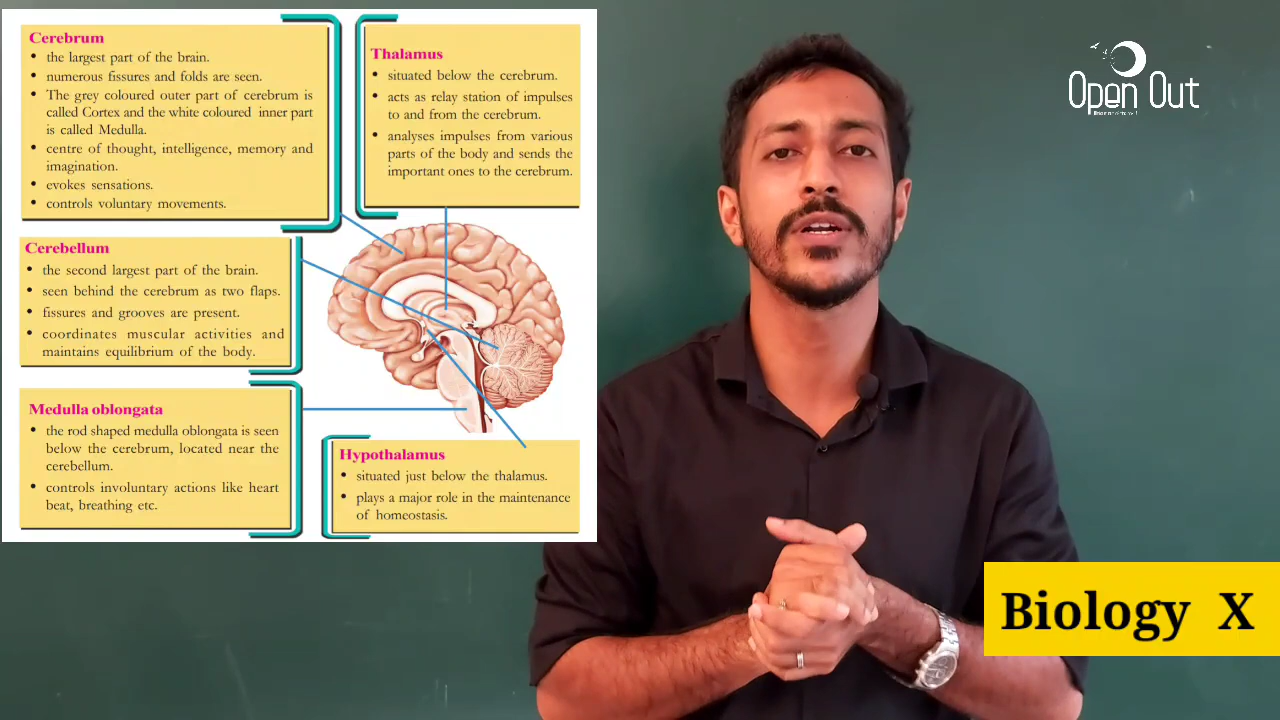 Cerebrum
• the largest part of the brain.
• numerous fissures and folds are seen.
• The grey coloured outer part of cerebrum is
called Cortex and the white coloured inner part
is called Medulla.
• centre of thought, intelligence, memory and
imagination.
• evokes sensations.
• controls voluntary movements.
Thalamus
• situated below the cerebrum.
• acts as relay station of impulses
to and from the cerebrum.
• analyses impulses from various
parts of the body and sends the
important ones to the cerebrum.
Cerebellum
• the second largest part of the brain.
• seen behind the cerebrum as two flaps.
• fissures and grooves are present.
• coordinates muscular activities and
maintains equilibrium of the body.
Medulla oblongata
• the rod shaped medulla oblongata is seen
below the cerebrum, located near the
cerebellum.
• controls involuntary actions like heart
beat, breathing etc.
Hypothalamus
• situated just below the thalamus.
• plays a major role in the maintenance
of homeostasis.
Open Out
Biology X